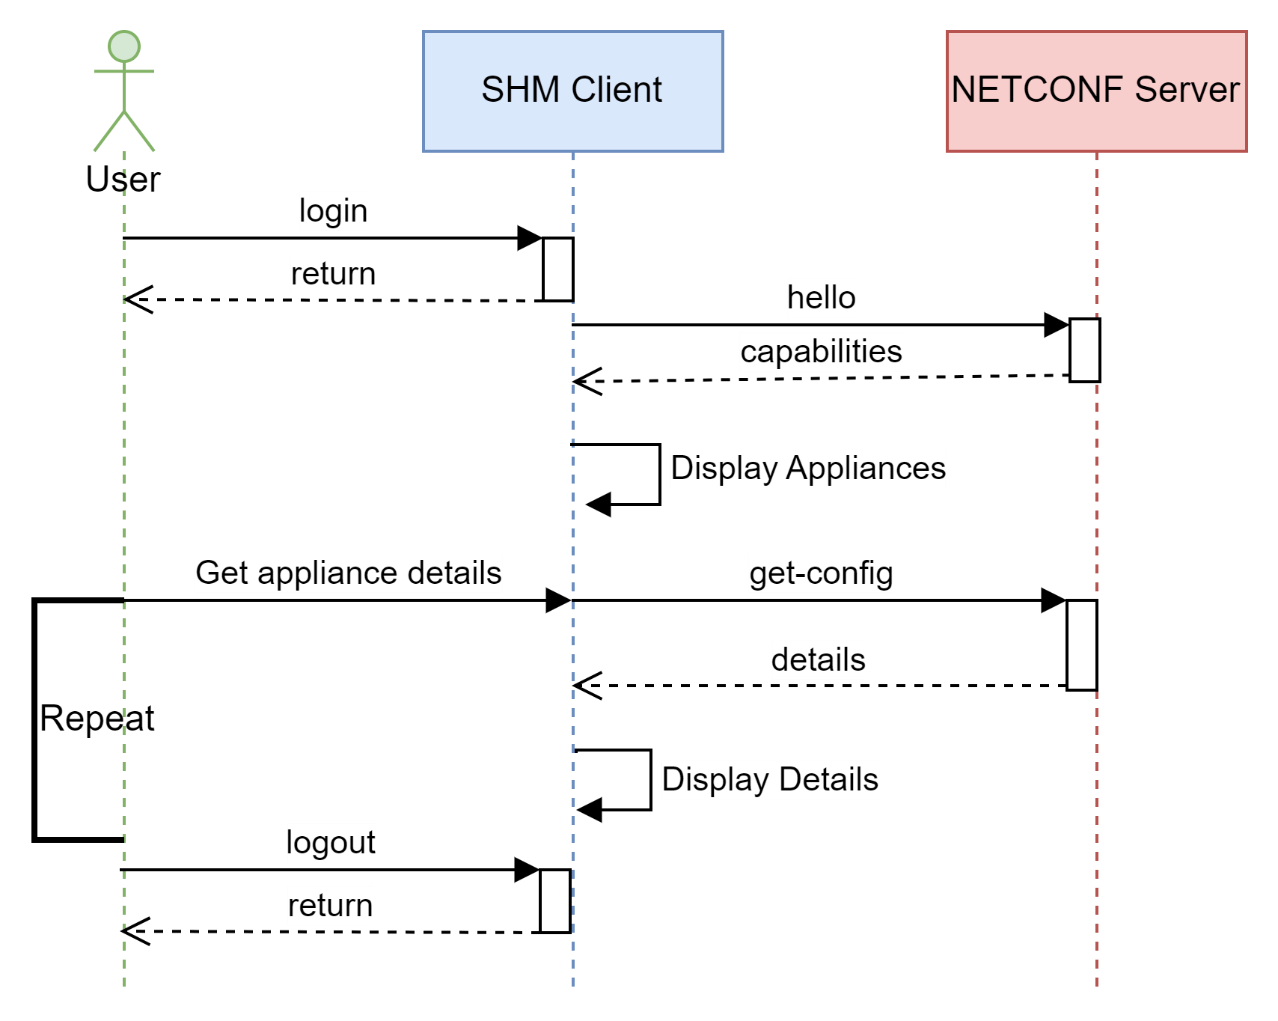 SHM Client
NETCONF Server
User
login
return
hello
capabilities
Display Appliances
Get appliance details
get-config
details
Repeat
Display Details
logout
return